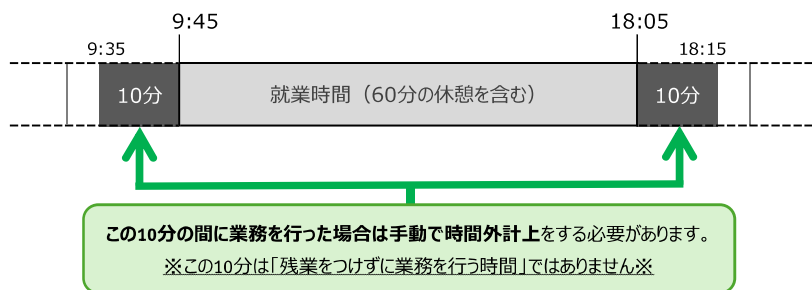 9:45
18:05
9:35
18:15
10分
就業時間（60分の休憩を含む）
10分
この10分の間に業務を行った場合は手動で時間外計上をする必要があります。
※この10分は「残業をつけずに業務を行う時間」ではありません※